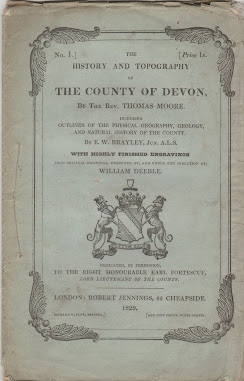 No. 1.] [Price 1s.
THE
HISTORY AND TOPOGRAPHY
OF
THE COUNTY OF DEVON,
BY THE REV. THOMAS MOORE.
INCLUDING
OUTLINES OF THE PHYSICAL GEOGRAPHY, GEOLOGY,
AND NATURAL HISTORY OF THE COUNTY.
BY E. W. BRAYLEY, JUN. A.L.S.
WITH HIGHLY FINISHED ENGRAVINGS
FROM ORIGINAL DRAWINGS, EXECUTED BY, AND UNDER THE DIRECTION OF,
WILLIAM DEEBLE.
DEDICATED, BY PERMISSION,
TO THE RIGHT HONOURABLE EARL FORTESCUE,
LORD LIEUTENANT OF THE COUNTY.
LONDON: ROBERT JENNINGS, 62 CHEAPSIDE.
1829.